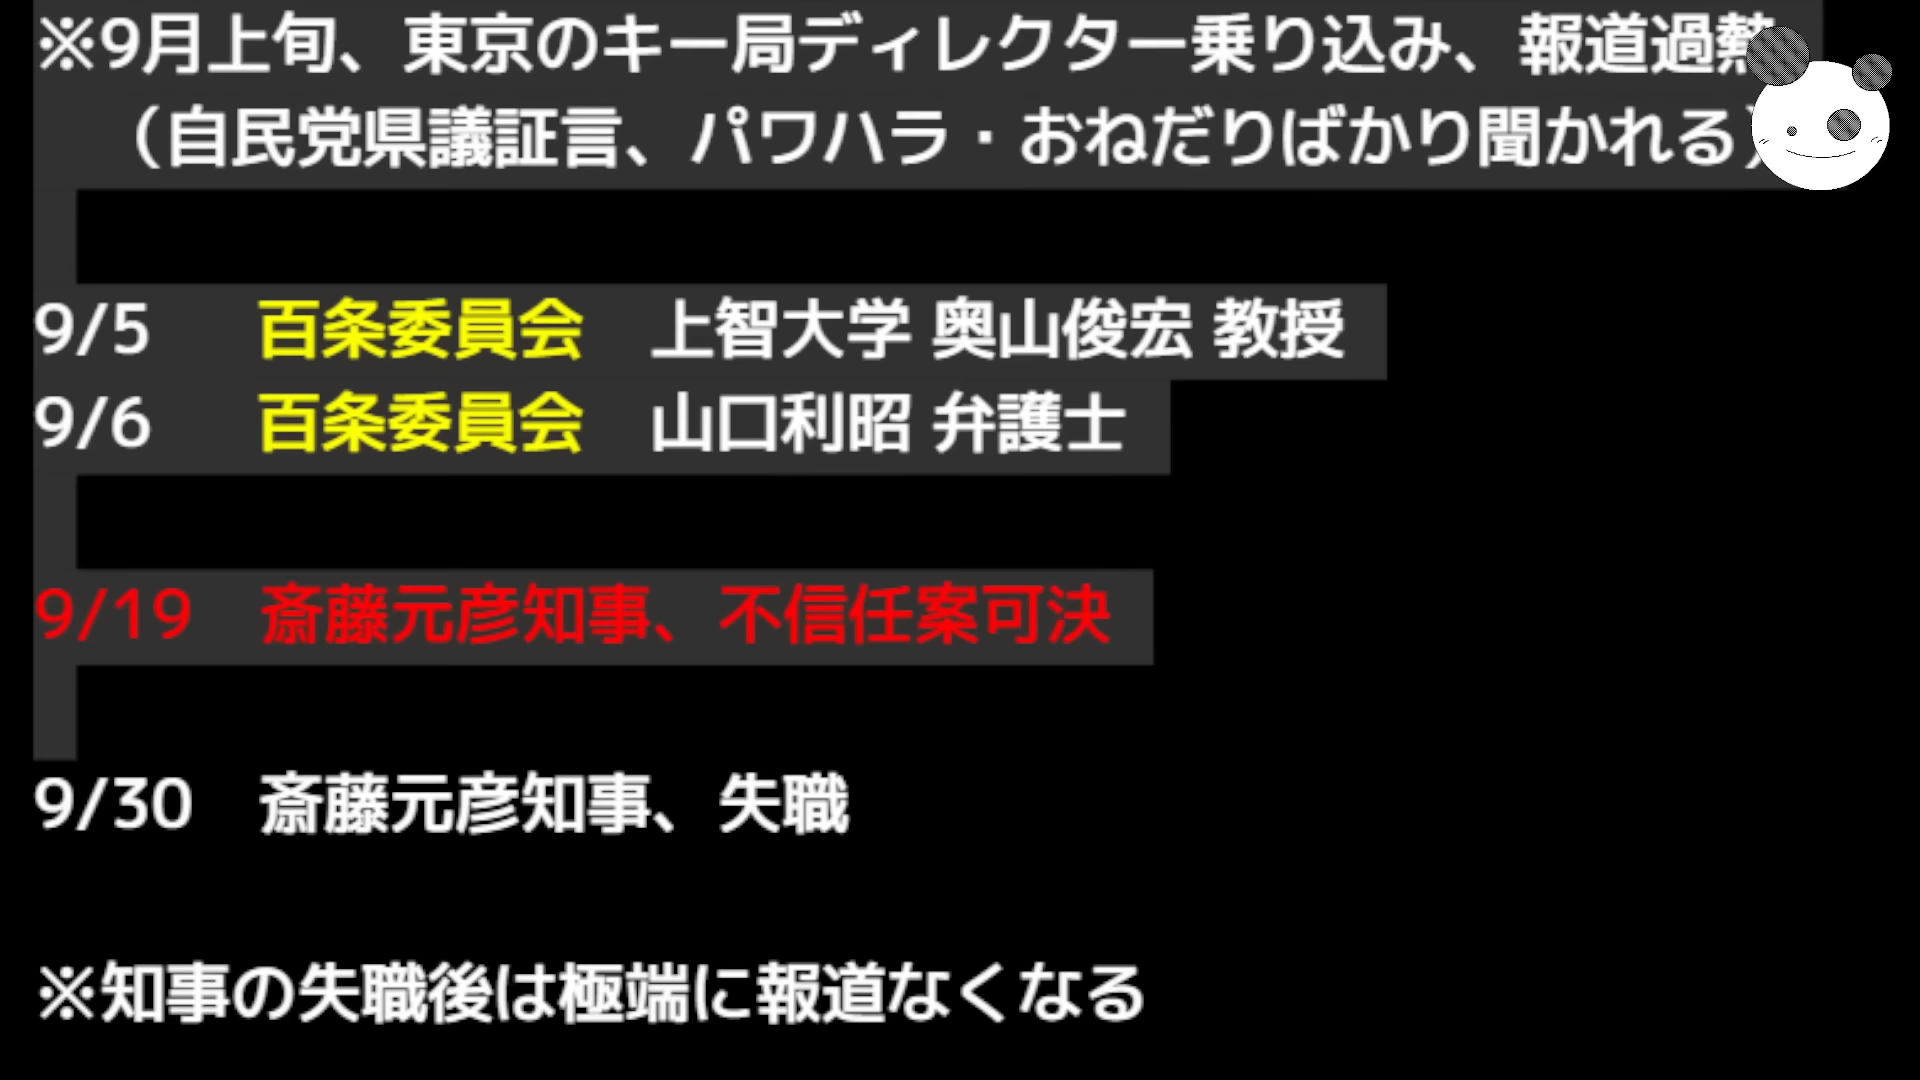 ※9月上旬、東京のキー局ディレクター乗り込み、報道過熱
（自民党県議証言、パワハラ・おねだりばかり聞かれる）
9/5 百条委員会 上智大学 奥山俊宏 教授
9/6 百条委員会 山口利昭 弁護士
9/19 斎藤元彦知事、不信任案可決
9/30 斎藤元彦知事、失職
※知事の失職後は極端に報道なくなる